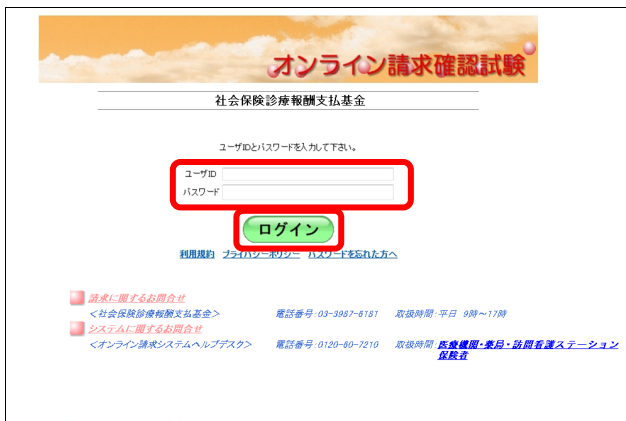 オンライン請求確認試験
社会保険診療報酬支払基金
ユーザIDとパスワードを入力して下さい。
ユーザID
パスワード
ログイン
利用規約 プライバシーポリシー パスワードを忘れた方へ
請求に関するお問合せ
<社会保険診療報酬支払基金> 電話番号:03-3987-6181 取扱時間:平日 9時～17時
システムに関するお問合せ
<オンライン請求システムヘルプデスク> 電話番号:0120-60-7210 取扱時間:医療機関・薬局・訪問看護ステーション
保険者